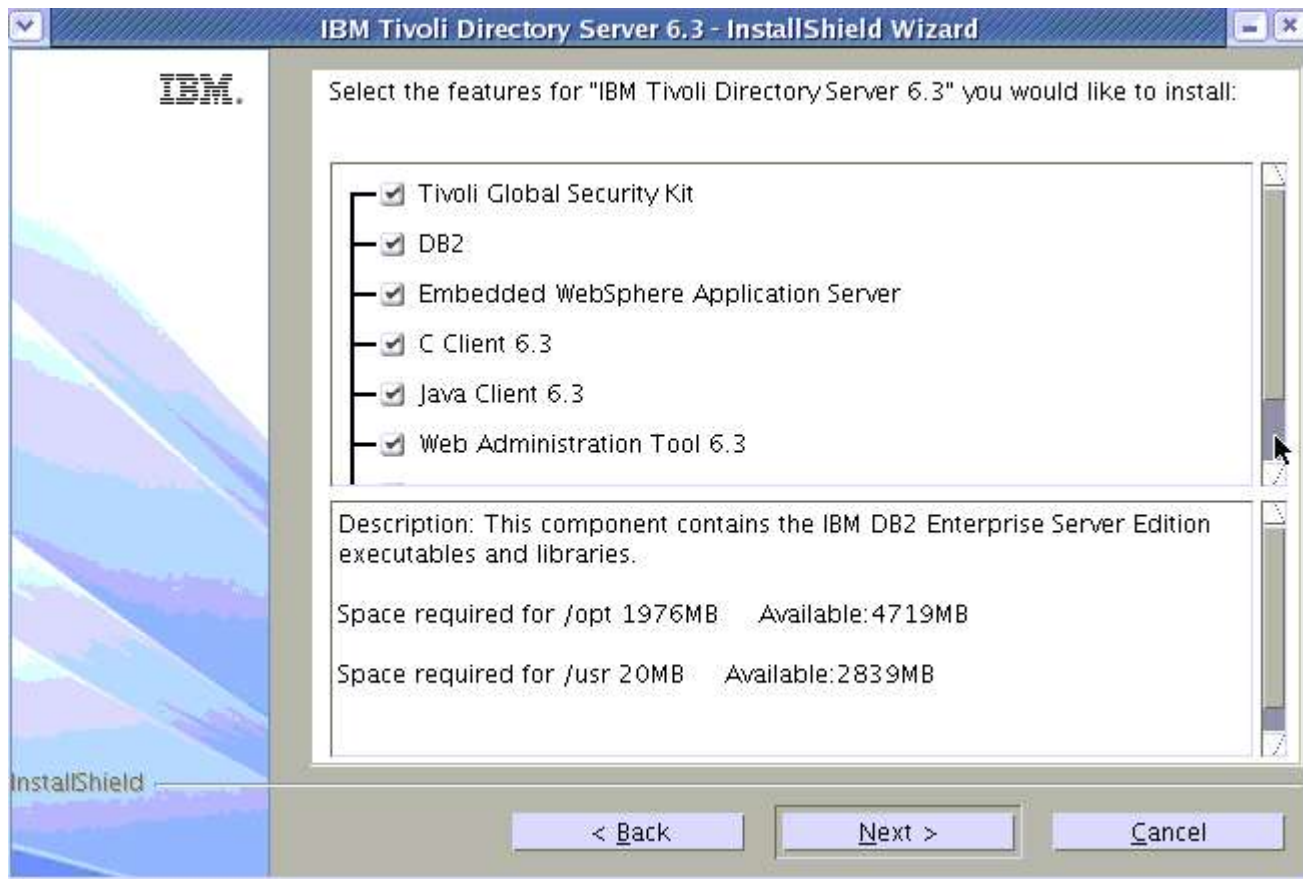 IBM Tivoli Directory Server 6.3 - InstallShield Wizard
IBM.
Select the features for "IBM Tivoli Directory Server 6.3" you would like to install:
Tivoli Global Security Kit
DB2
Embedded WebSphere Application Server
C Client 6.3
Java Client 6.3
Web Administration Tool 6.3
Description: This component contains the IBM DB2 Enterprise Server Edition
executables and libraries.
Space required for /opt 1976MB Available:4719MB
Space required for /usr 20MB Available:2839MB
InstallShield
< Back Next > Cancel